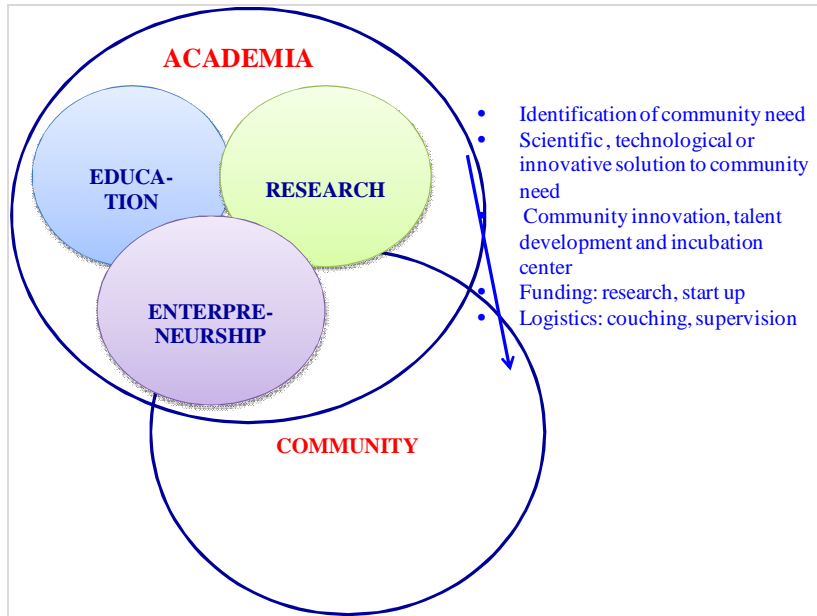 ACADEMIA
EDUCA-
TION
RESEARCH
ENTERPRE-
NEURSHIP
COMMUNITY
• Identification of community need
• Scientific , technological or
innovative solution to community
need
• Community innovation, talent
development and incubation
center
• Funding: research, start up
• Logistics: couching, supervision